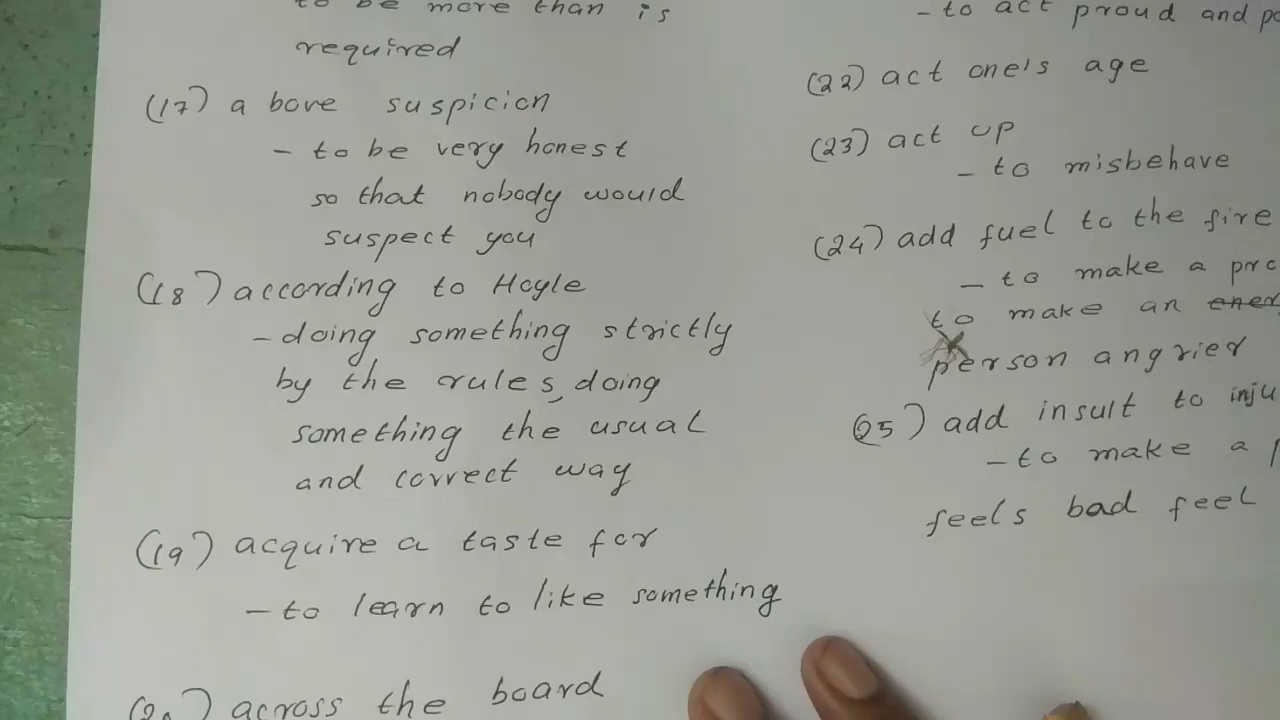 to be more than is
required
(17) a bove suspicion
- to be very honest
so that nobody would
suspect you
(18) according to Hoyle
- doing something strictly
by the rules, doing
something the usual
and correct way
(19) acquire a taste for
- to learn to like something
across the board
- to act proud and
(22) act one's age
(23) act up
- to misbehave
(24) add fuel to the fire
- to make a
to make an
person angrier
(25) add insult to
- to make a
feels bad feel